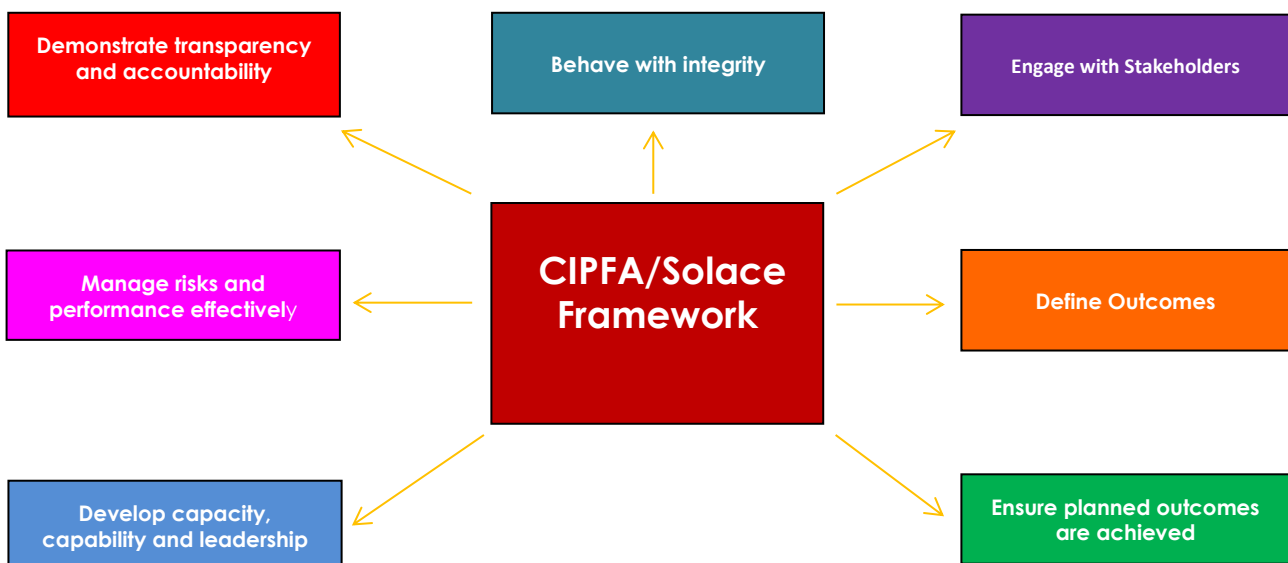 Demonstrate transparency
and accountability
Behave with integrity
Engage with Stakeholders
Manage risks and
performance effectively
CIPFA/Solace
Framework
Define Outcomes
Develop capacity,
capability and leadership
Ensure planned outcomes
are achieved